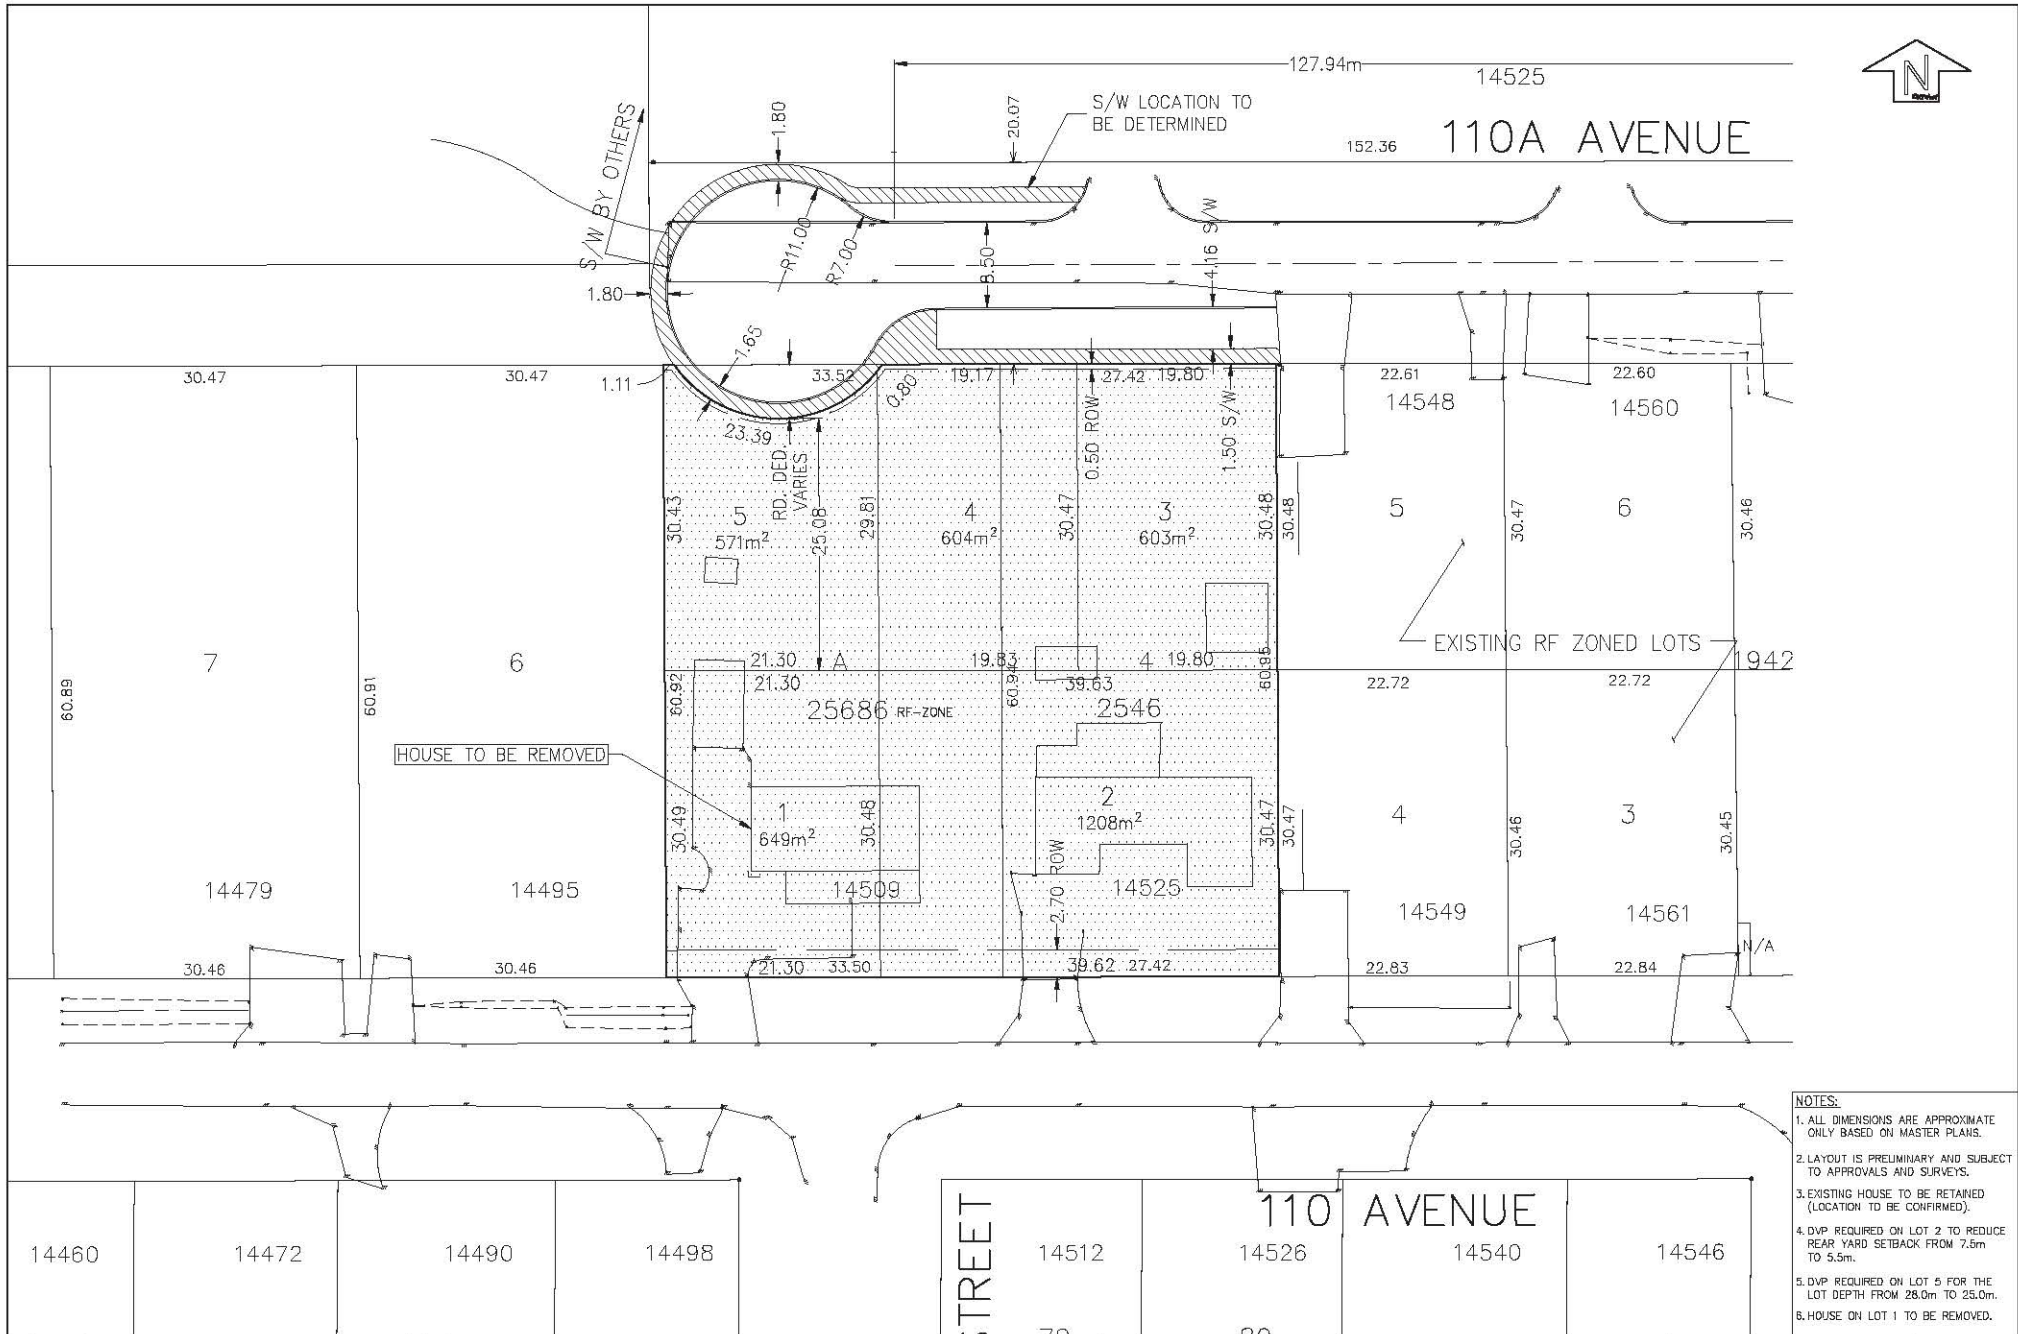 127.94m
14525
N
S/W LOCATION TO
BE DETERMINED
110A AVENUE
152.36
20.07
1.80
S/W BY OTHERS
R11.00
R7.00
8.50
4.16 S/W
1.80
1.65
30.47
30.47
1.11
33.52
0.80
19.17
27.42
19.80
22.61
22.60
14548
14560
23.39
RD. DED.
VARIES
0.50 ROW
1.50 S/W
30.43
5
571m²
25.08
29.81
4
604m²
30.47
3
603m²
30.48
30.48
5
30.47
6
30.46
EXISTING RF ZONED LOTS
1942
7
6
60.89
60.91
21.30
A
19.83
4
19.80
21.30
39.63
60.92
60.94
60.95
22.72
22.72
25686 RF-ZONE
2546
HOUSE TO BE REMOVED
30.49
1
649m²
30.48
2
1208m²
30.47
30.47
4
30.46
3
30.45
14479
14495
14509
2.70 ROW
14525
14549
14561
N/A
30.46
30.46
21.30
33.50
39.62
27.42
22.83
22.84
110 AVENUE
STREET
14460
14472
14490
14498
14512
14526
14540
14546
NOTES:
1. ALL DIMENSIONS ARE APPROXIMATE
ONLY BASED ON MASTER PLANS.
2. LAYOUT IS PRELIMINARY AND SUBJECT
TO APPROVALS AND SURVEYS.
3. EXISTING HOUSE TO BE RETAINED
(LOCATION TO BE CONFIRMED).
4. DVP REQUIRED ON LOT 2 TO REDUCE
REAR YARD SETBACK FROM 7.5m
TO 5.5m.
5. DVP REQUIRED ON LOT 5 FOR THE
LOT DEPTH FROM 28.0m TO 25.0m.
6. HOUSE ON LOT 1 TO BE REMOVED.